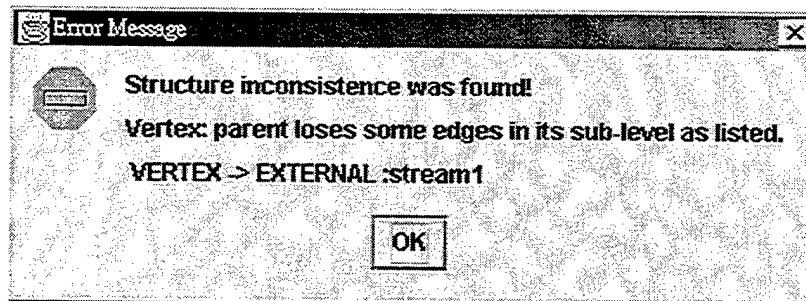 Error Message
Structure inconsistence was found!
Vertex: parent loses some edges in its sub-level as listed.
VERTEX -> EXTERNAL :stream1
OK